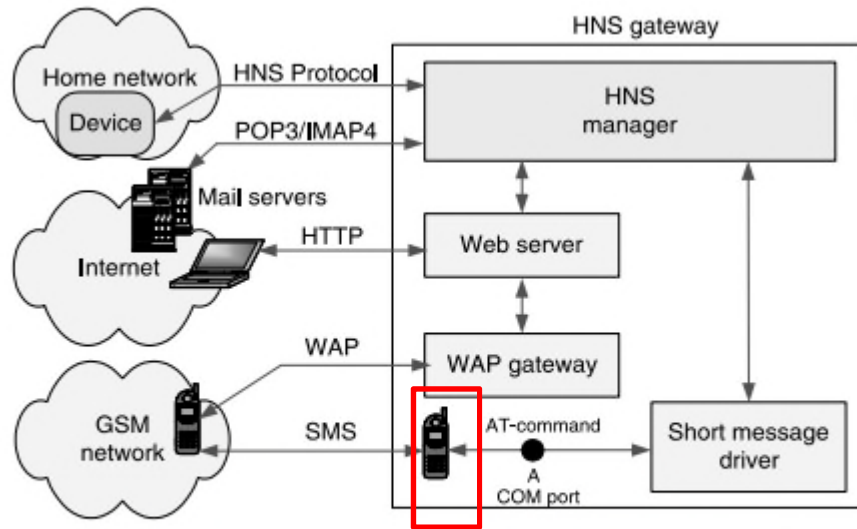 HNS gateway
Home network
Device
HNS Protocol
HNS
manager
POP3/IMAP4
Mail servers
Internet
HTTP
Web server
WAP
WAP gateway
GSM
network
SMS
AT-command
A
COM port
Short message
driver